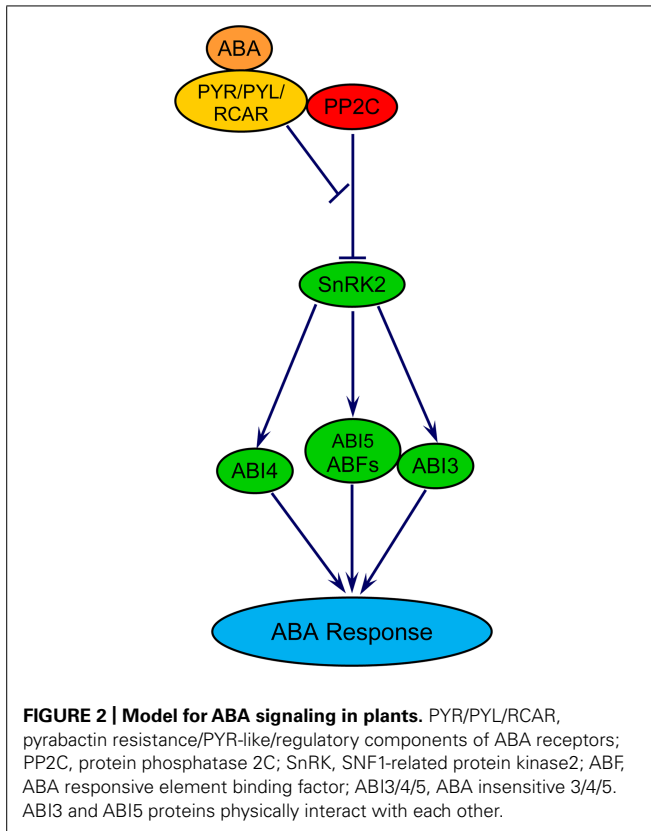 ABA
PYR/PYL/
RCAR
PP2C
SnRK2
ABI4
ABI5
ABFs
ABI3
ABA Response
FIGURE 2 | Model for ABA signaling in plants. PYR/PYL/RCAR,
pyrabactin resistance/PYR-like/regulatory components of ABA receptors;
PP2C, protein phosphatase 2C; SnRK, SNF1-related protein kinase2; ABF,
ABA responsive element binding factor; ABI3/4/5, ABA insensitive 3/4/5.
ABI3 and ABI5 proteins physically interact with each other.